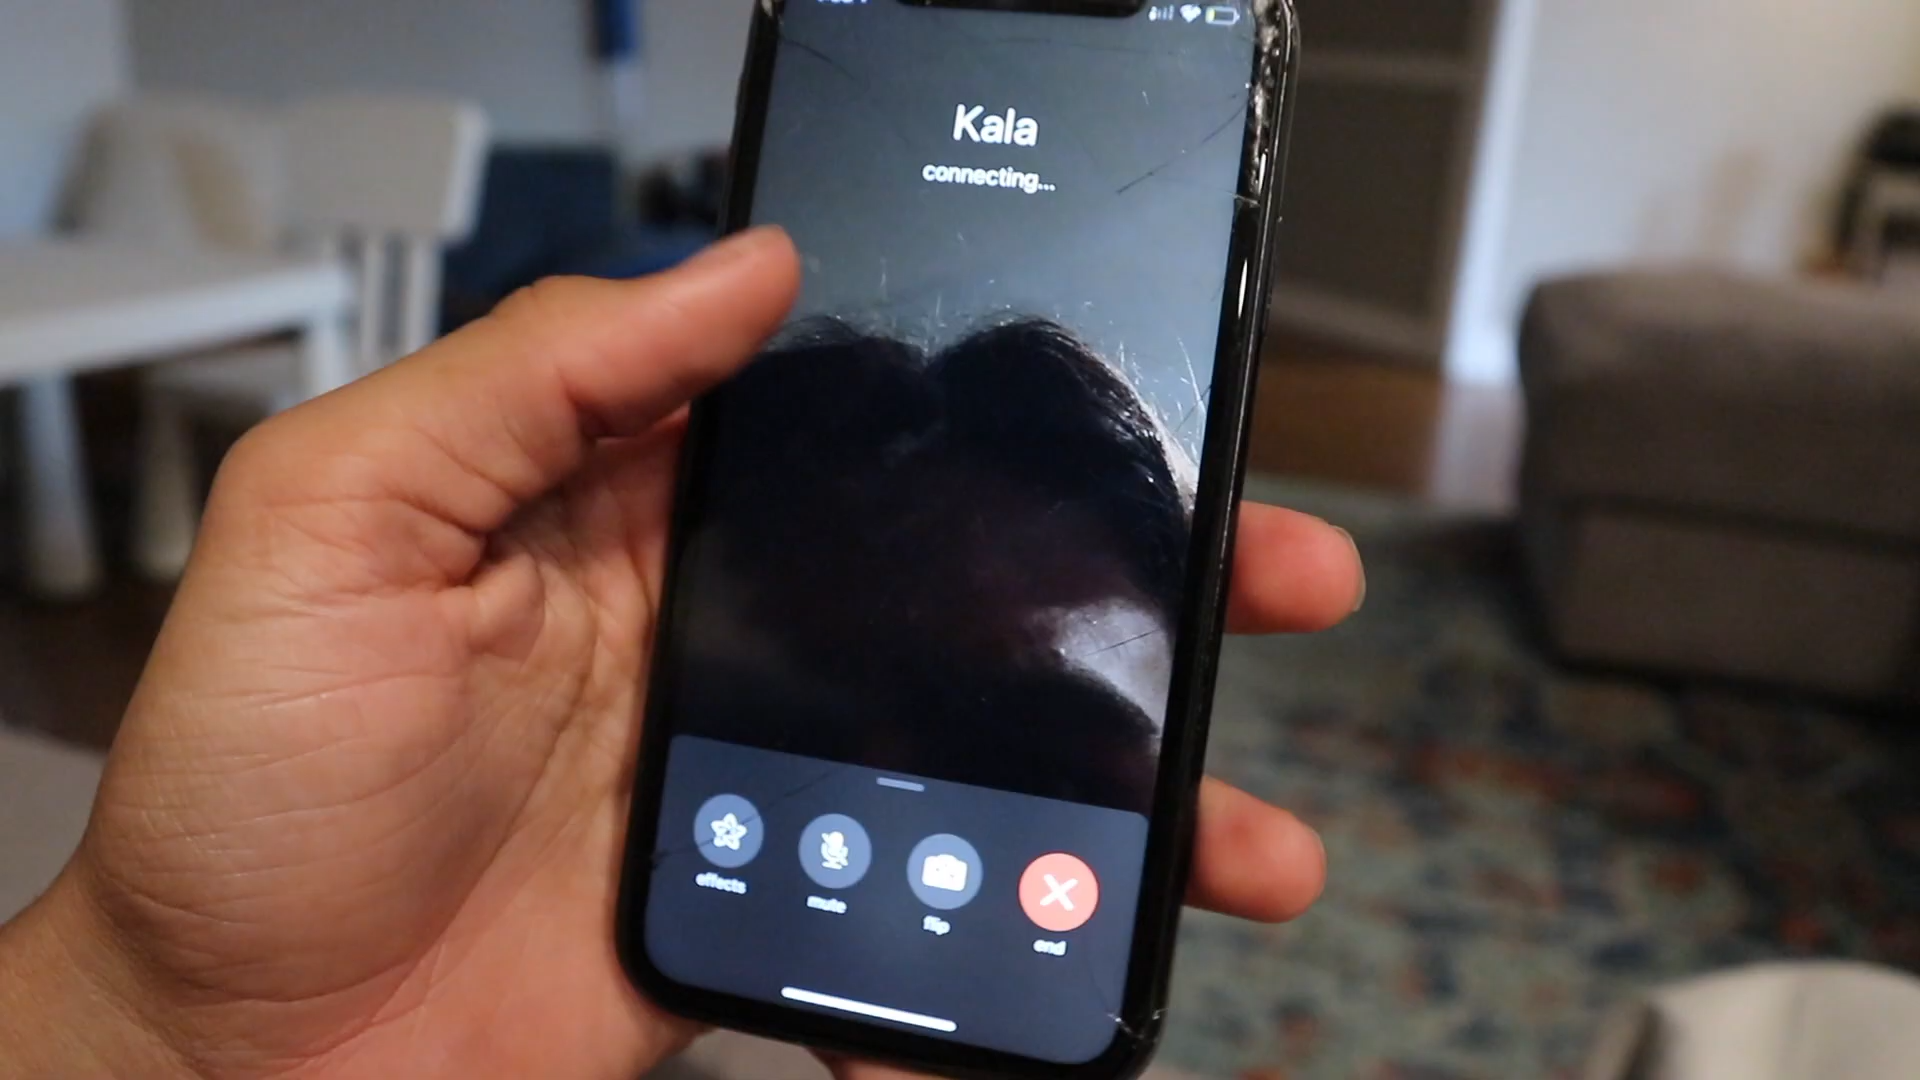 Kala
connecting...
effects
mute
flip
end